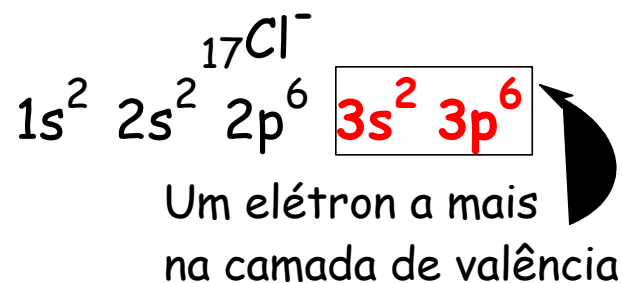 ₁₇Cl⁻
1s² 2s² 2p⁶ 3s² 3p⁶
Um elétron a mais
na camada de valência